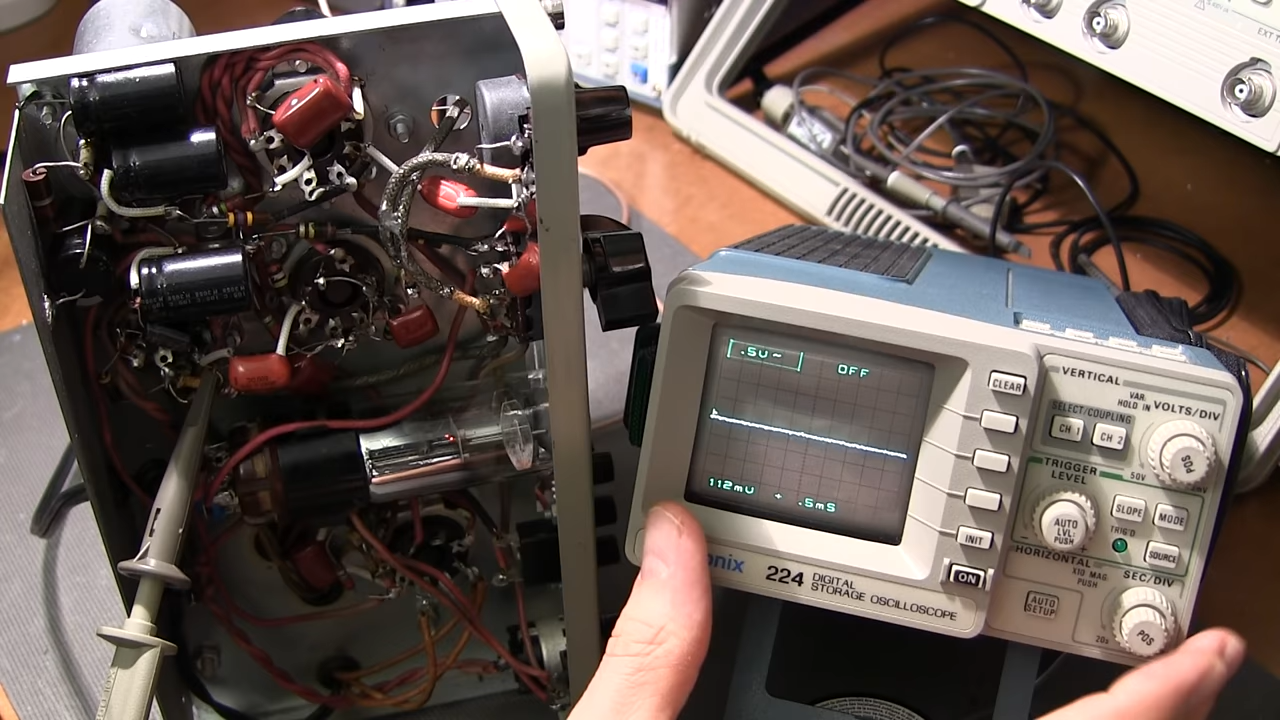 EXT T
.5V~
OFF
112mV + .5mS
CLEAR
INIT
ON
onix 224 DIGITAL
STORAGE OSCILLOSCOPE
VERTICAL
VAR.
HOLD IN
VOLTS/DIV
SELECT/COUPLING
CH 1
CH 2
POS
50V
TRIGGER
LEVEL
AUTO
LVL:
PUSH
- +
SLOPE
MODE
TRIG'D
SOURCE
HORIZONTAL
X10 MAG
PUSH
SEC/DIV
AUTO
SETUP
20s
POS